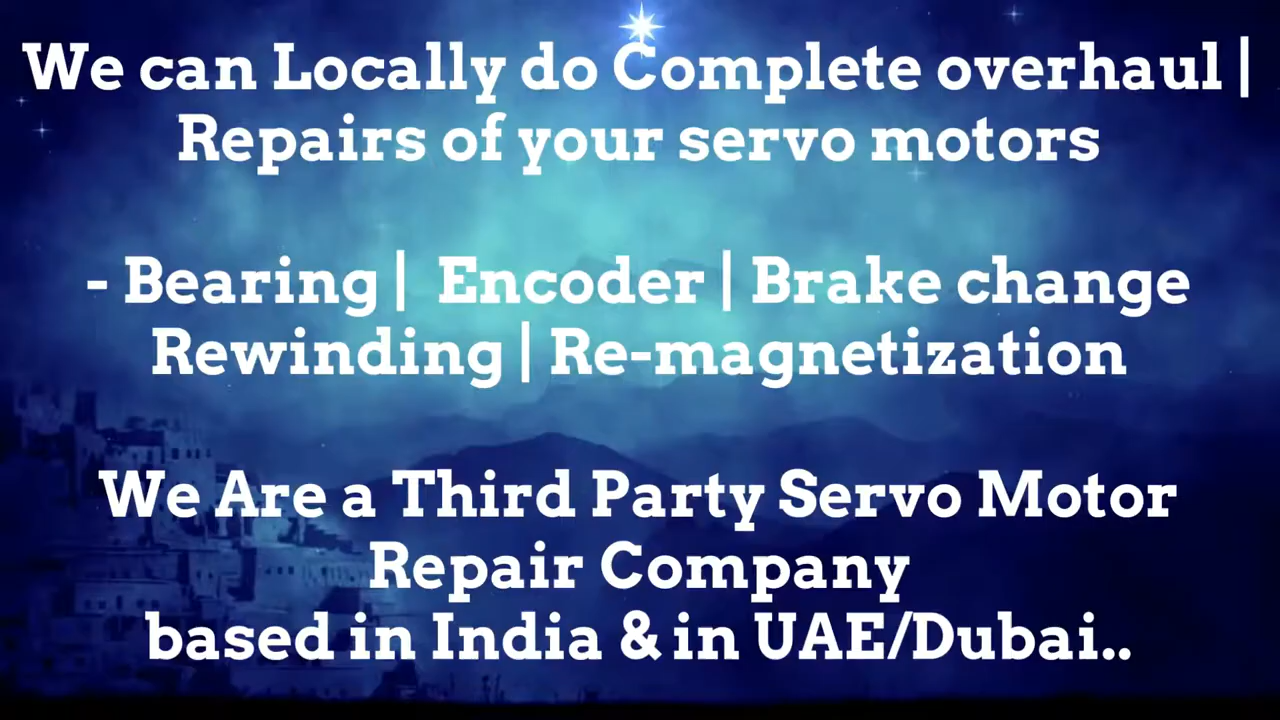 We can Locally do Complete overhaul |
Repairs of your servo motors
- Bearing | Encoder | Brake change
Rewinding | Re-magnetization
We Are a Third Party Servo Motor
Repair Company
based in India & in UAE/Dubai..